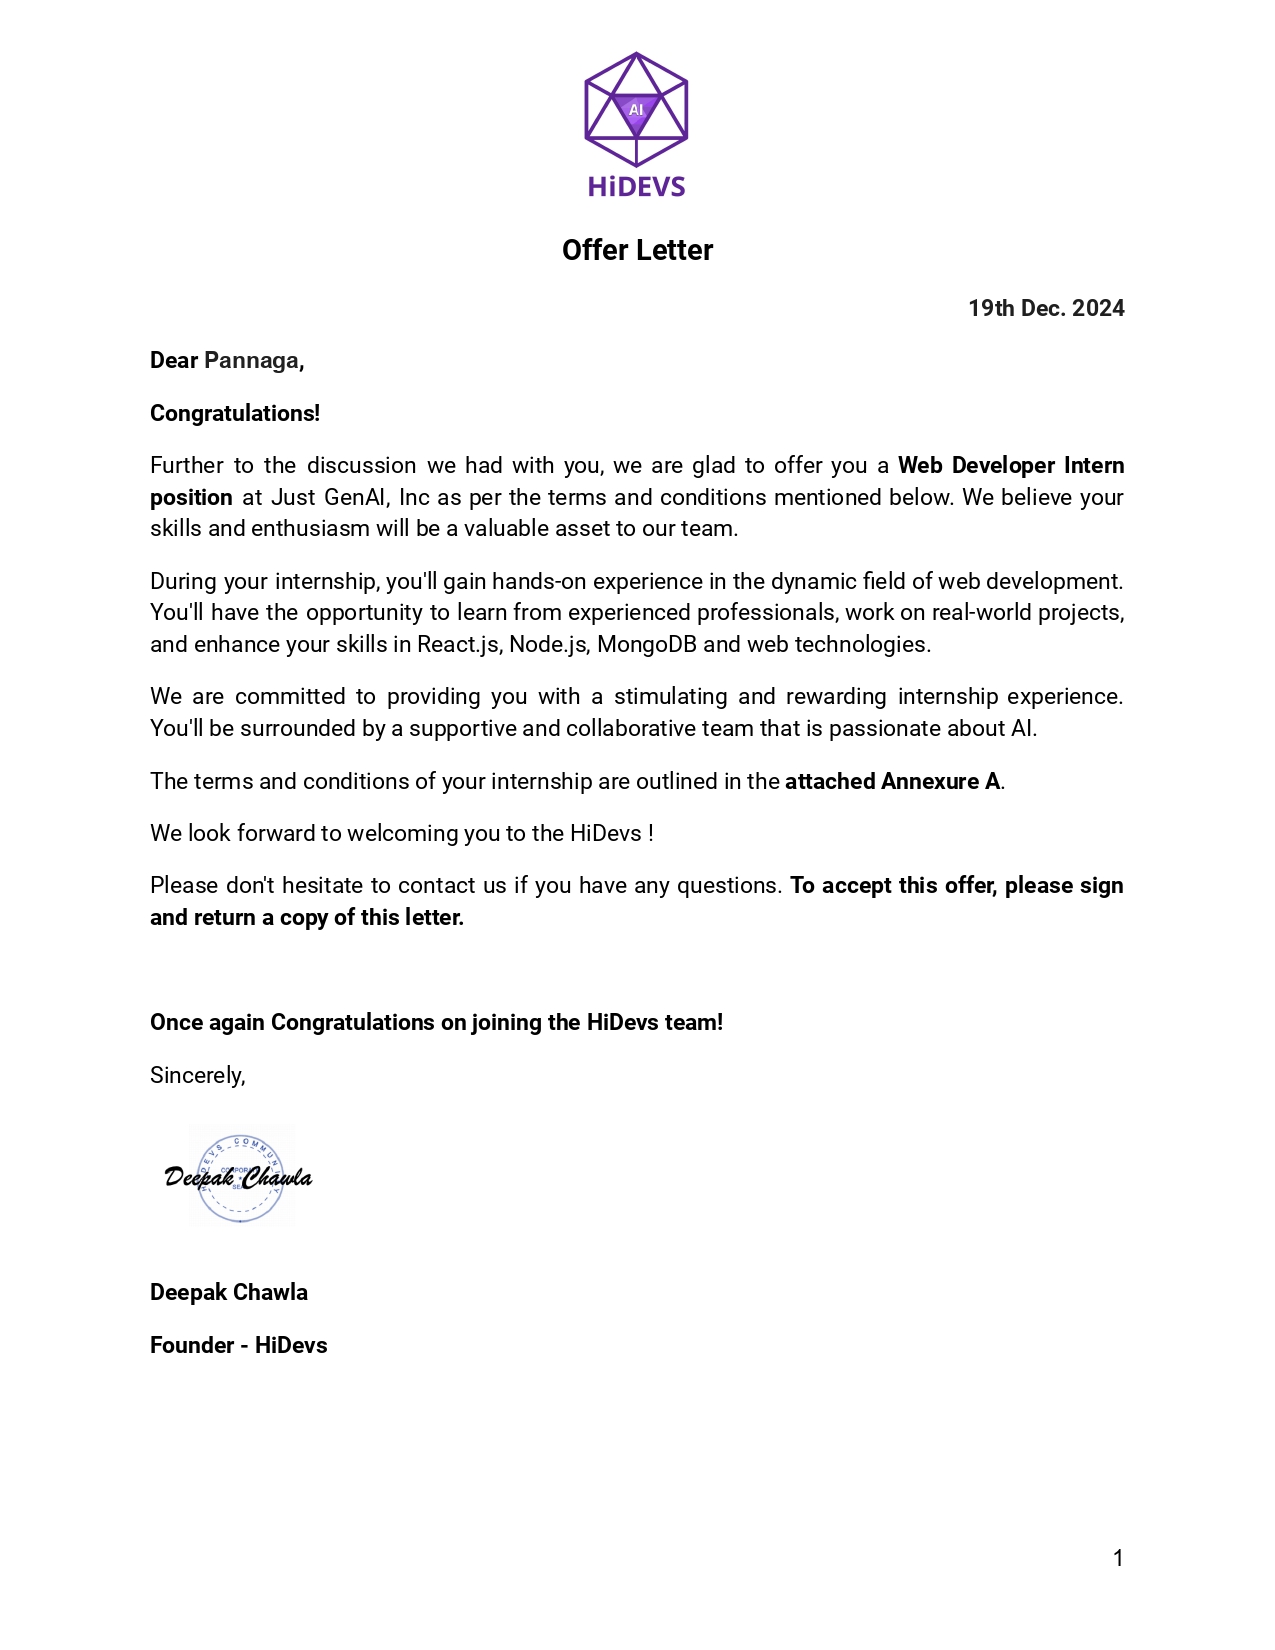 AI
HiDEVS
Offer Letter
19th Dec. 2024
Dear Pannaga,
Congratulations!
Further to the discussion we had with you, we are glad to offer you a Web Developer Intern
position at Just GenAI, Inc as per the terms and conditions mentioned below. We believe your
skills and enthusiasm will be a valuable asset to our team.
During your internship, you'll gain hands-on experience in the dynamic field of web development.
You'll have the opportunity to learn from experienced professionals, work on real-world projects,
and enhance your skills in React.js, Node.js, MongoDB and web technologies.
We are committed to providing you with a stimulating and rewarding internship experience.
You'll be surrounded by a supportive and collaborative team that is passionate about AI.
The terms and conditions of your internship are outlined in the attached Annexure A.
We look forward to welcoming you to the HiDevs !
Please don't hesitate to contact us if you have any questions. To accept this offer, please sign
and return a copy of this letter.
Once again Congratulations on joining the HiDevs team!
Sincerely,
HIDEVS COMMUNITY
Deepak Chawla
Deepak Chawla
Founder - HiDevs
1